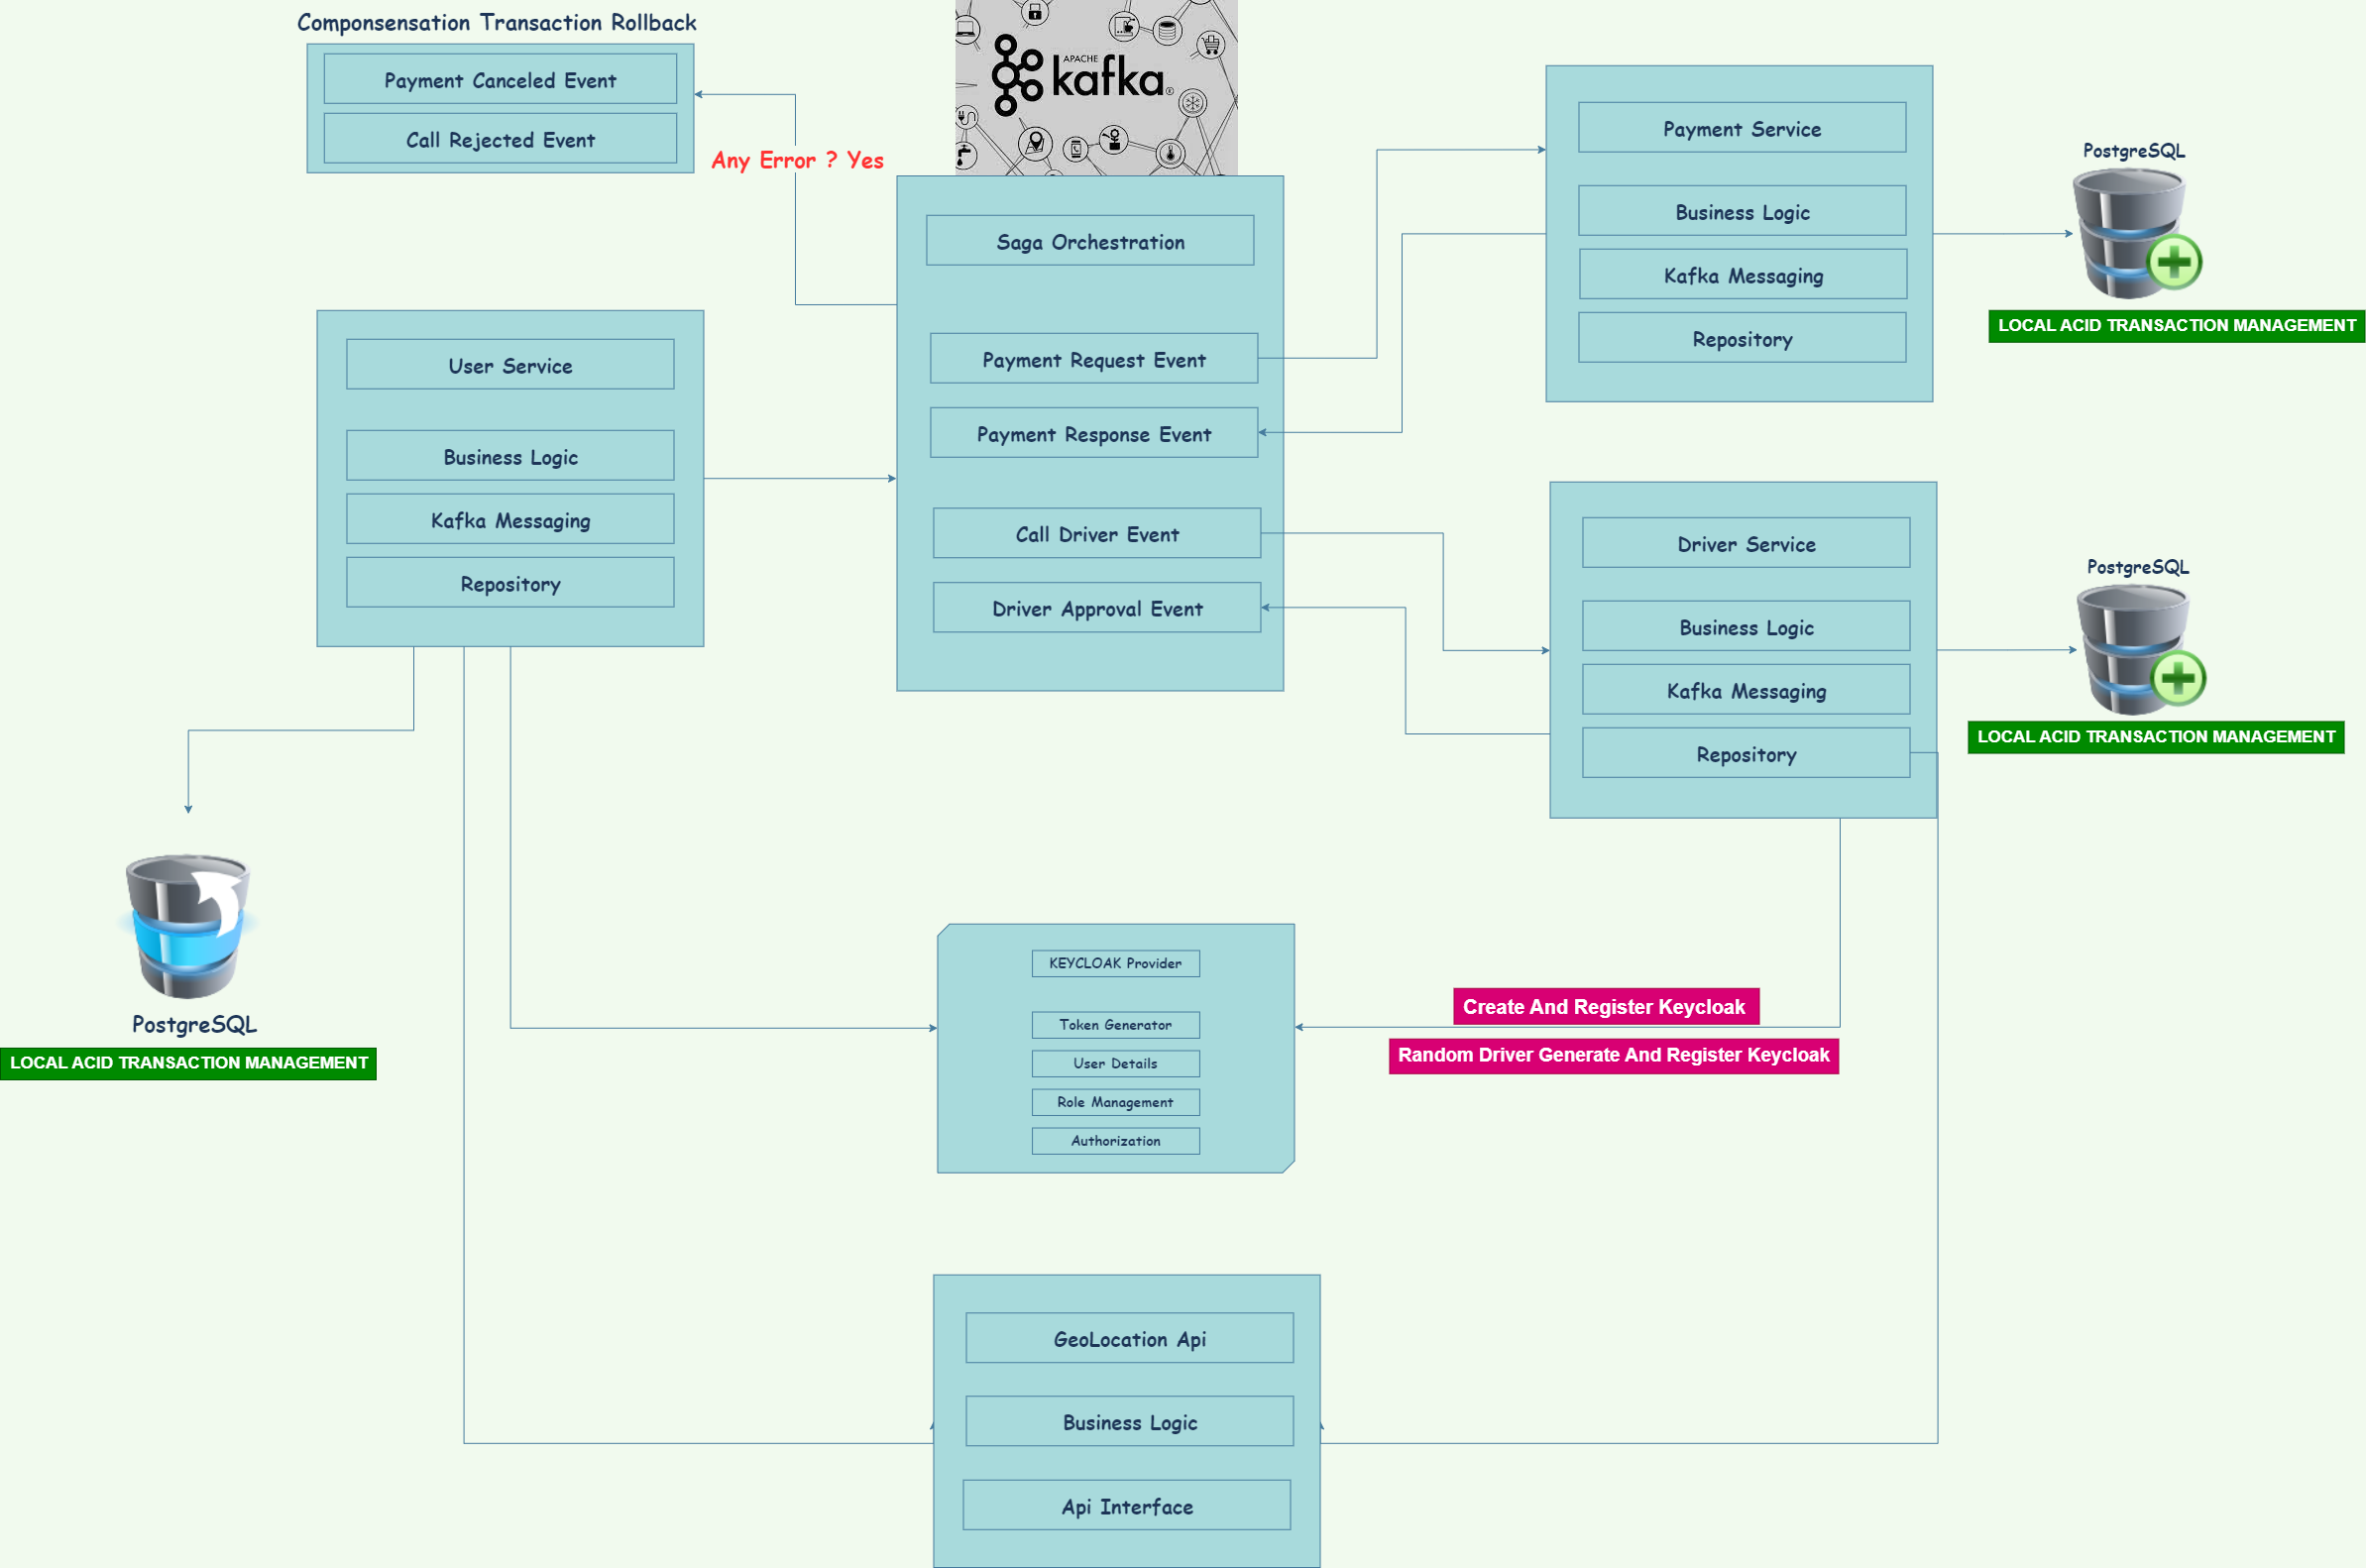 Componsensation Transaction Rollback
Payment Canceled Event
Call Rejected Event
Any Error ? Yes
APACHE
kafka®
Saga Orchestration
Payment Request Event
Payment Response Event
Call Driver Event
Driver Approval Event
User Service
Business Logic
Kafka Messaging
Repository
Payment Service
Business Logic
Kafka Messaging
Repository
PostgreSQL
LOCAL ACID TRANSACTION MANAGEMENT
Driver Service
Business Logic
Kafka Messaging
Repository
PostgreSQL
LOCAL ACID TRANSACTION MANAGEMENT
PostgreSQL
LOCAL ACID TRANSACTION MANAGEMENT
KEYCLOAK Provider
Token Generator
User Details
Role Management
Authorization
Create And Register Keycloak
Random Driver Generate And Register Keycloak
GeoLocation Api
Business Logic
Api Interface